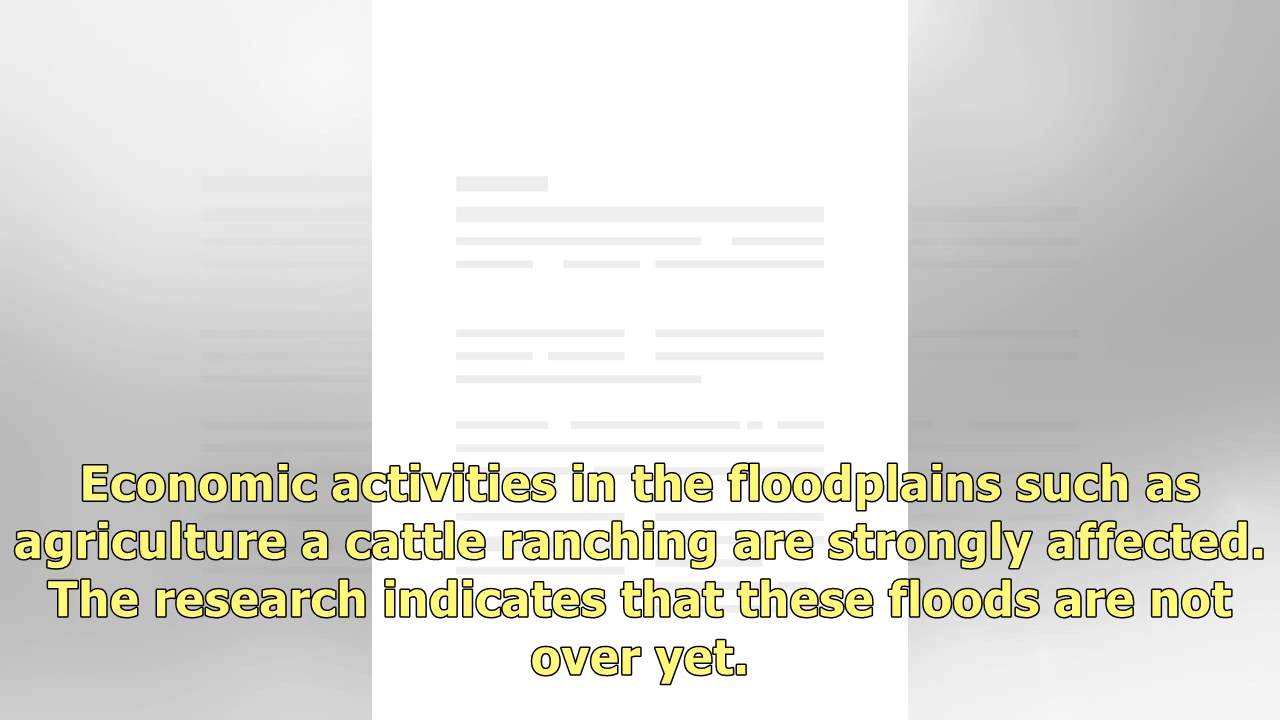 Economic activities in the floodplains such as
agriculture a cattle ranching are strongly affected.
The research indicates that these floods are not
over yet.